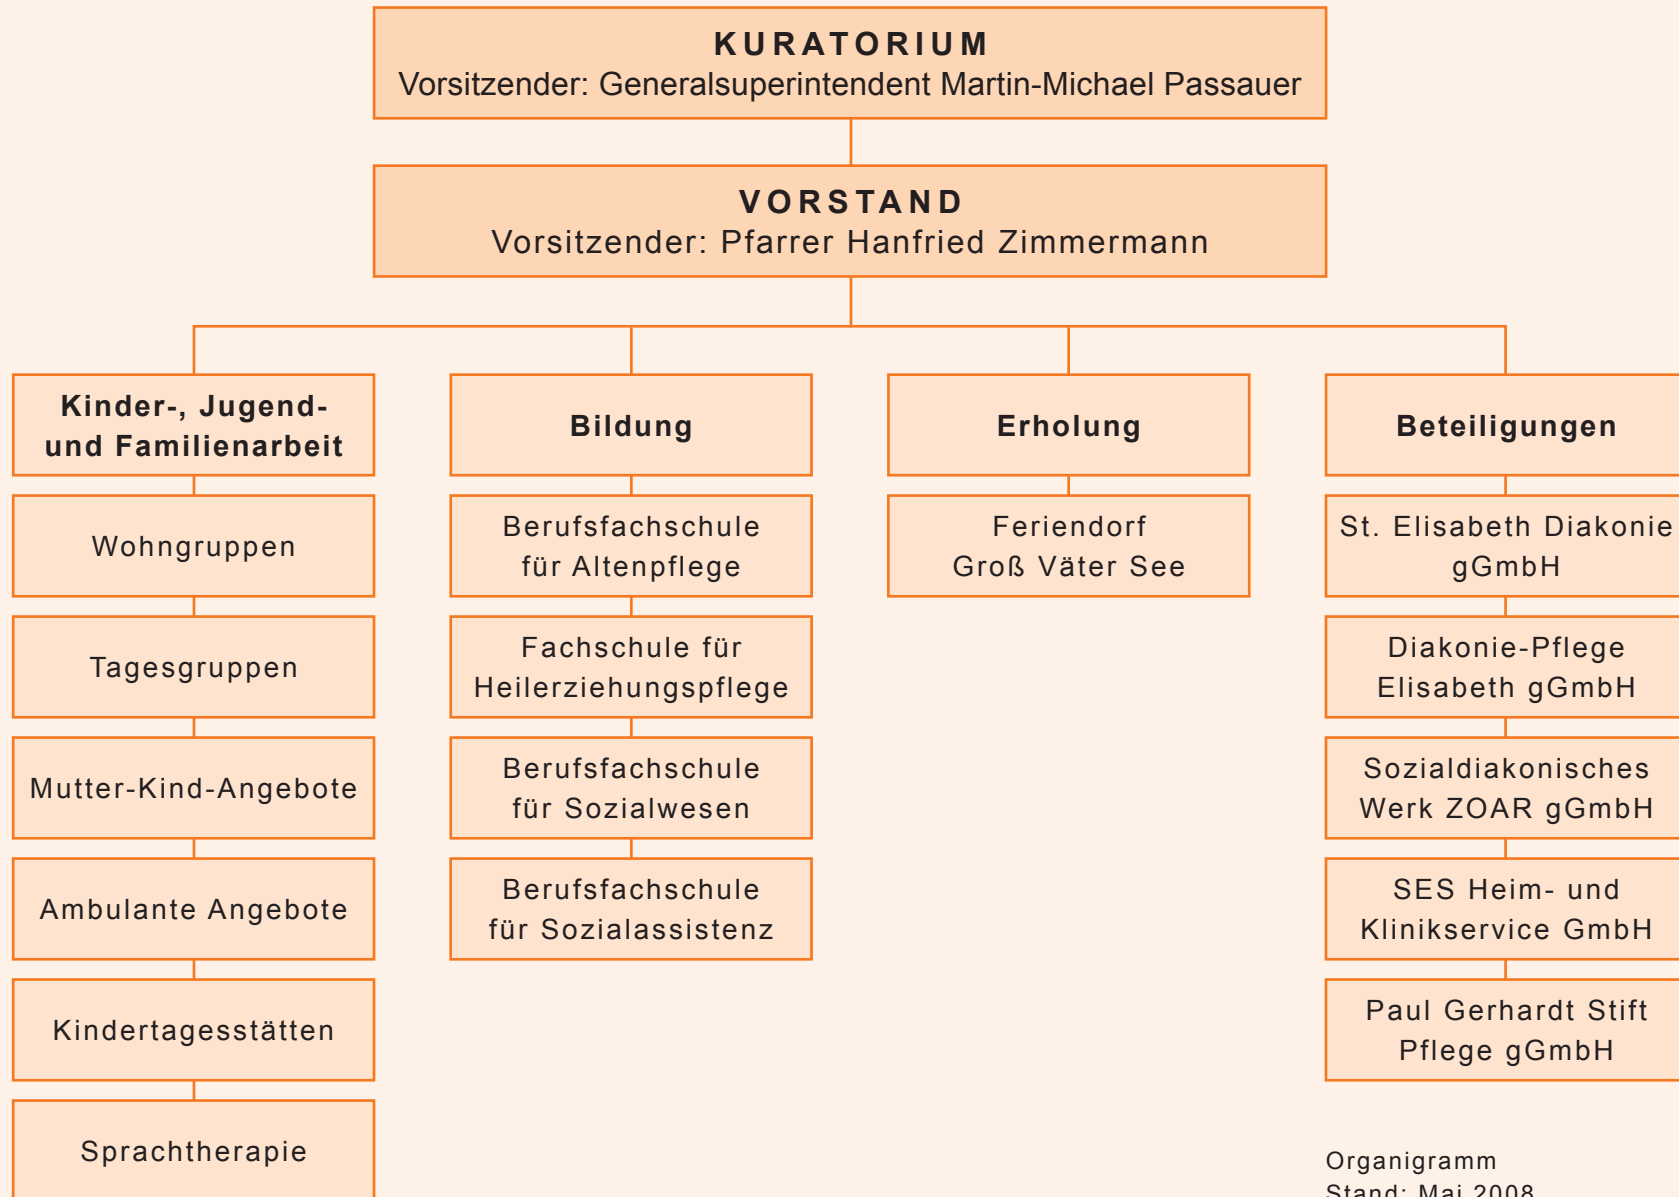 KURATORIUM
Vorsitzender: Generalsuperintendent Martin-Michael Passauer
VORSTAND
Vorsitzender: Pfarrer Hanfried Zimmermann
Kinder-, Jugend-
und Familienarbeit
Wohngruppen
Tagesgruppen
Mutter-Kind-Angebote
Ambulante Angebote
Kindertagesstätten
Sprachtherapie
Bildung
Berufsfachschule
für Altenpflege
Fachschule für
Heilerziehungspflege
Berufsfachschule
für Sozialwesen
Berufsfachschule
für Sozialassistenz
Erholung
Feriendorf
Groß Väter See
Beteiligungen
St. Elisabeth Diakonie
gGmbH
Diakonie-Pflege
Elisabeth gGmbH
Sozialdiakonisches
Werk ZOAR gGmbH
SES Heim- und
Klinikservice GmbH
Paul Gerhardt Stift
Pflege gGmbH
Organigramm
Stand: Mai 2008